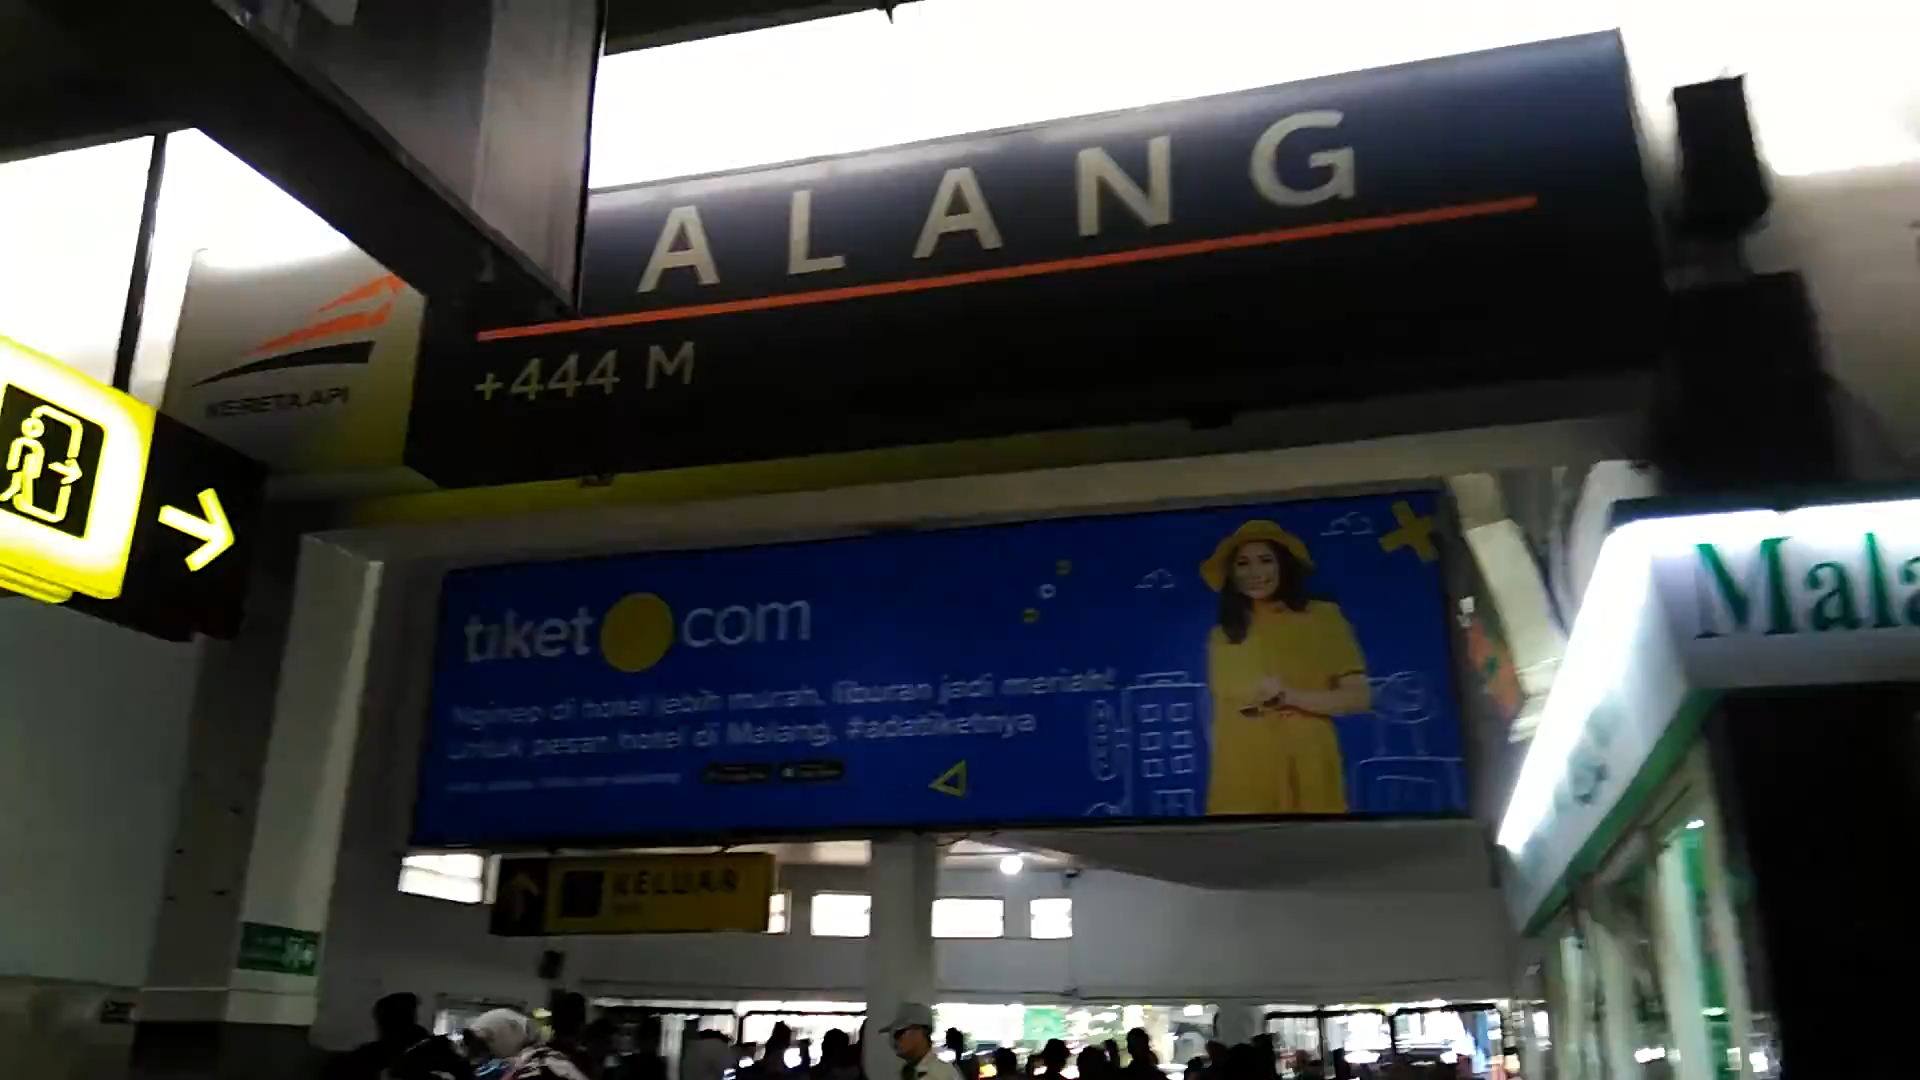 ALANG
KERETA API
+444 M
tiket com
Nginep di hotel lebih murah, liburan jadi meriah!
untuk pesan hotel di Malang, #adatiketnya
KELUAR
Mala